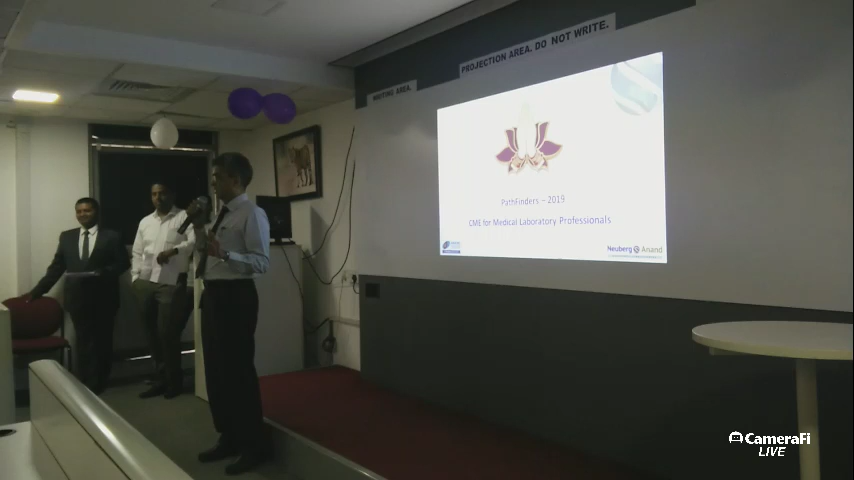 PROJECTION AREA. DO NOT WRITE.
WRITING AREA.
PathFinders – 2019
CME for Medical Laboratory Professionals
Neuberg Anand
CameraFi
LIVE